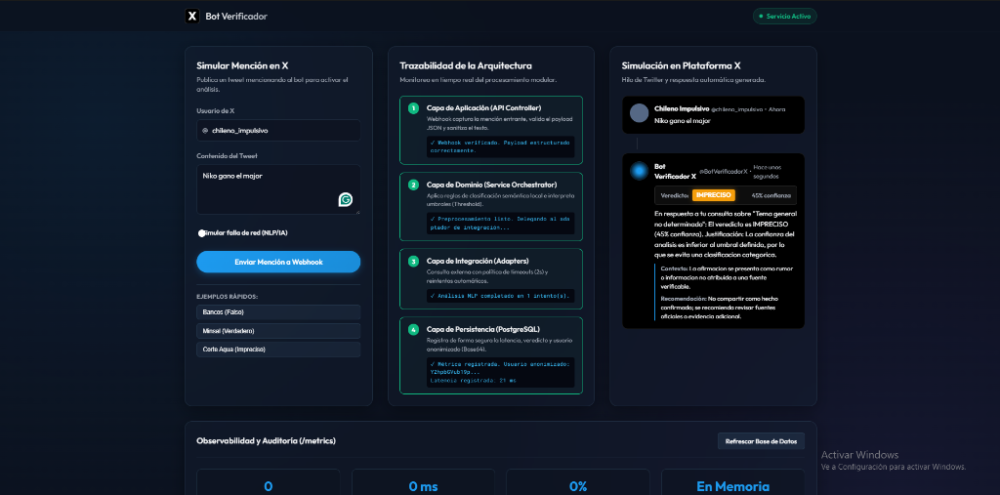 X Bot Verificador
Servicio Activo
Simular Mención en X
Publica un tweet mencionando al bot para activar el
análisis.
Usuario de X
@ chileno_impulsivo
Contenido del Tweet
Niko gano el major
Simular falla de red (NLP/IA)
Enviar Mención a Webhook
EJEMPLOS RÁPIDOS:
Bancos (Falso)
Minsal (Verdadero)
Corte Agua (Impreciso)
Trazabilidad de la Arquitectura
Monitoreo en tiempo real del procesamiento modular.
1 Capa de Aplicación (API Controller)
Webhook captura la mención entrante, valida el payload
JSON y sanitiza el texto.
✓ Webhook verificado. Payload estructurado
correctamente.
2 Capa de Dominio (Service Orchestrator)
Aplica reglas de clasificación semántica local e interpreta
umbrales (Threshold).
✓ Preprocesamiento listo. Delegando al ada
ptador de integración...
3 Capa de Integración (Adapters)
Consulta externa con política de timeouts (2s) y
reintentos automáticos.
✓ Análisis NLP completado en 1 intento(s).
4 Capa de Persistencia (PostgreSQL)
Registra de forma segura la latencia, veredicto y usuario
anonimizado (Base64).
✓ Métrica registrada. Usuario anonimizado:
Y2hpbGVub19p...
Latencia registrada: 21 ms
Simulación en Plataforma X
Hilo de Twitter y respuesta automática generada.
Chileno Impulsivo @chileno_impulsivo • Ahora
Niko gano el major
Bot
Verificador X @BotVerificadorX • Hace unos
segundos
Veredicto: IMPRECISO 45% confianza
En respuesta a tu consulta sobre "Tema general
no determinado": El veredicto es IMPRECISO
(45% confianza). Justificación: La confianza del
analisis es inferior al umbral definido, por lo
que se evita una clasificacion categorica.
Contexto: La afirmacion se presenta como rumor
o informacion no atribuida a una fuente
verificable.
Recomendación: No compartir como hecho
confirmado; se recomienda revisar fuentes
oficiales o evidencia adicional.
Observabilidad y Auditoría (/metrics)
Refrescar Base de Datos
0
0 ms
0%
En Memoria
Activar Windows
Ve a Configuración para activar Windows.